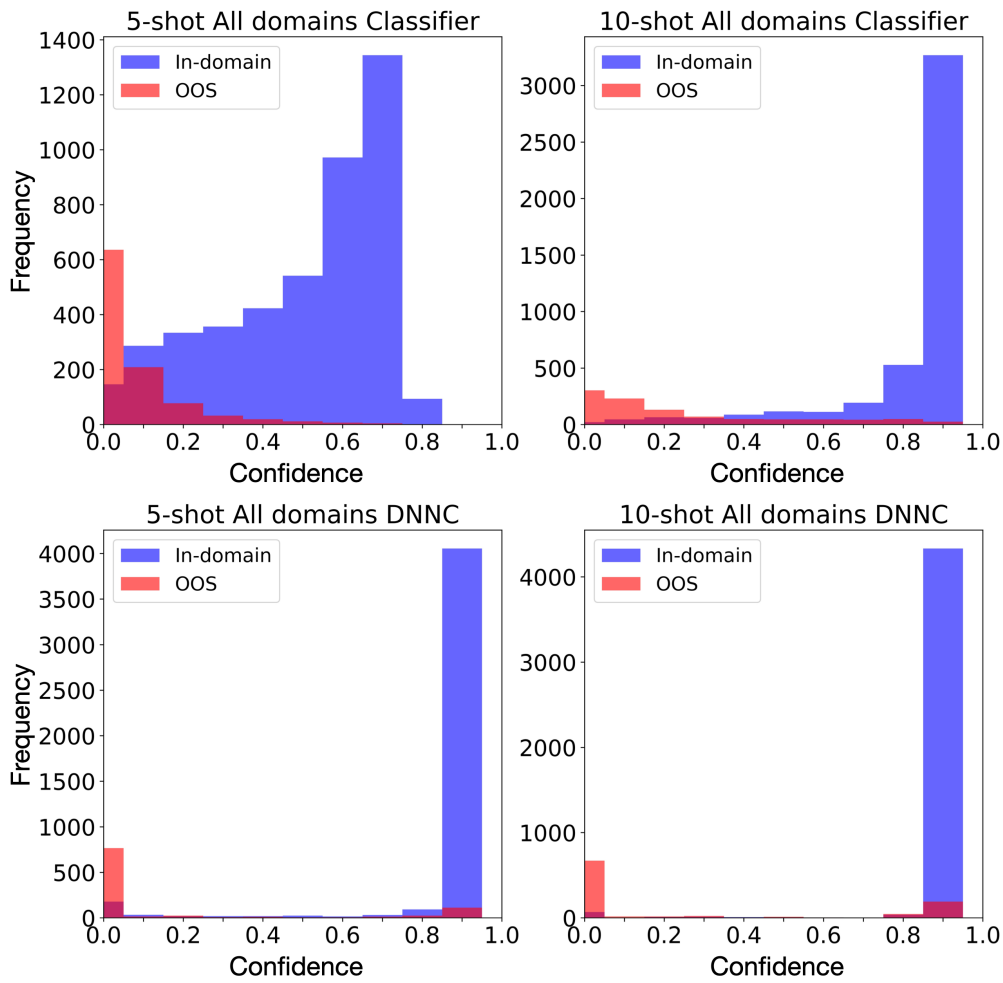 5-shot All domains Classifier
In-domain
OOS
Frequency
1400
1200
1000
800
600
400
200
0
0.0 0.2 0.4 0.6 0.8 1.0
Confidence
10-shot All domains Classifier
In-domain
OOS
3000
2500
2000
1500
1000
500
0
0.0 0.2 0.4 0.6 0.8 1.0
Confidence
5-shot All domains DNNC
In-domain
OOS
Frequency
4000
3500
3000
2500
2000
1500
1000
500
0
0.0 0.2 0.4 0.6 0.8 1.0
Confidence
10-shot All domains DNNC
In-domain
OOS
4000
3000
2000
1000
0
0.0 0.2 0.4 0.6 0.8 1.0
Confidence